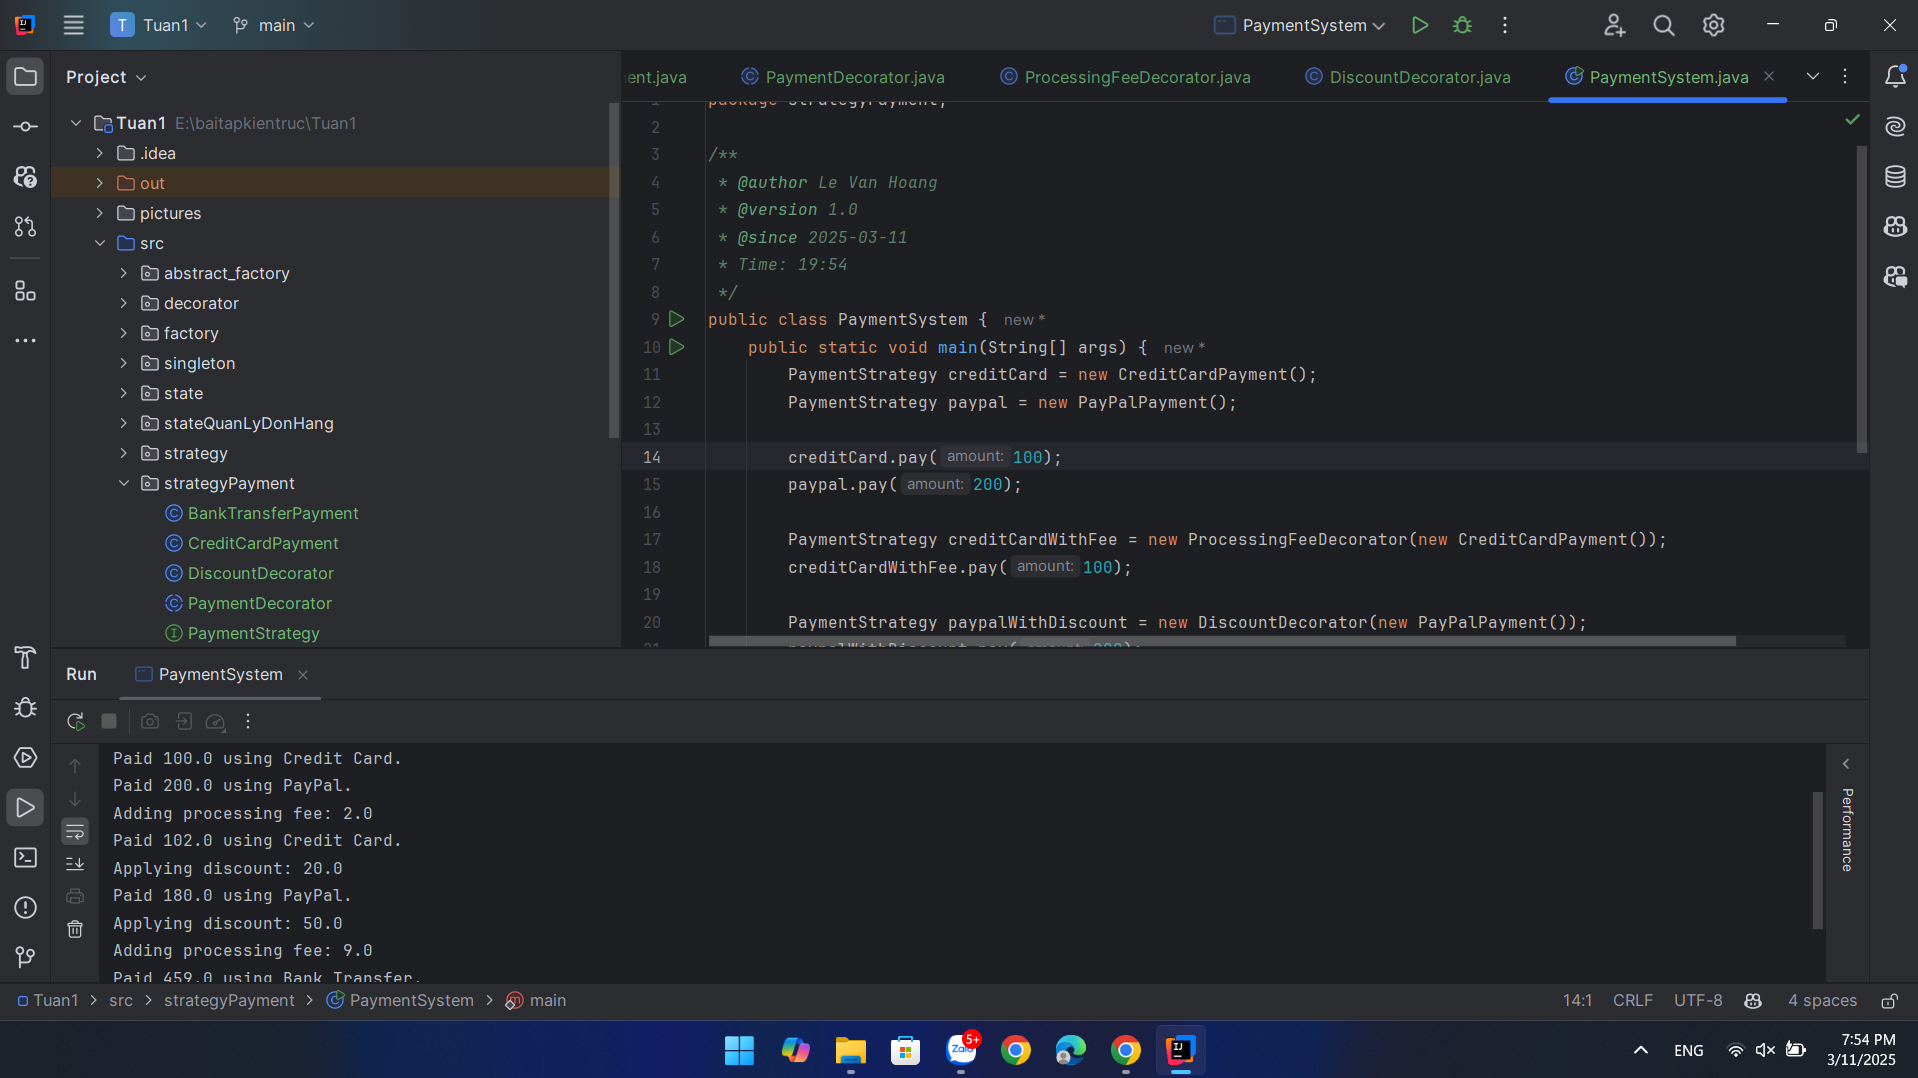 T Tuan1 main PaymentSystem
Project
ent.java PaymentDecorator.java ProcessingFeeDecorator.java DiscountDecorator.java PaymentSystem.java
Tuan1 E:\baitapkientruc\Tuan1
.idea
out
pictures
src
abstract_factory
decorator
factory
singleton
state
stateQuanLyDonHang
strategy
strategyPayment
BankTransferPayment
CreditCardPayment
DiscountDecorator
PaymentDecorator
PaymentStrategy
1 package strategyPayment;
2
3 /**
4 * @author Le Van Hoang
5 * @version 1.0
6 * @since 2025-03-11
7 * Time: 19:54
8 */
9 public class PaymentSystem { new *
10 public static void main(String[] args) { new *
11 PaymentStrategy creditCard = new CreditCardPayment();
12 PaymentStrategy paypal = new PayPalPayment();
13
14 creditCard.pay( amount: 100);
15 paypal.pay( amount: 200);
16
17 PaymentStrategy creditCardWithFee = new ProcessingFeeDecorator(new CreditCardPayment());
18 creditCardWithFee.pay( amount: 100);
19
20 PaymentStrategy paypalWithDiscount = new DiscountDecorator(new PayPalPayment());
21 paypalWithDiscount.pay( amount: 200);
Run PaymentSystem
Paid 100.0 using Credit Card.
Paid 200.0 using PayPal.
Adding processing fee: 2.0
Paid 102.0 using Credit Card.
Applying discount: 20.0
Paid 180.0 using PayPal.
Applying discount: 50.0
Adding processing fee: 9.0
Paid 459.0 using Bank Transfer.
Performance
Tuan1 > src > strategyPayment > PaymentSystem > main
14:1 CRLF UTF-8 4 spaces
Zalo 5+
ENG
7:54 PM
3/11/2025